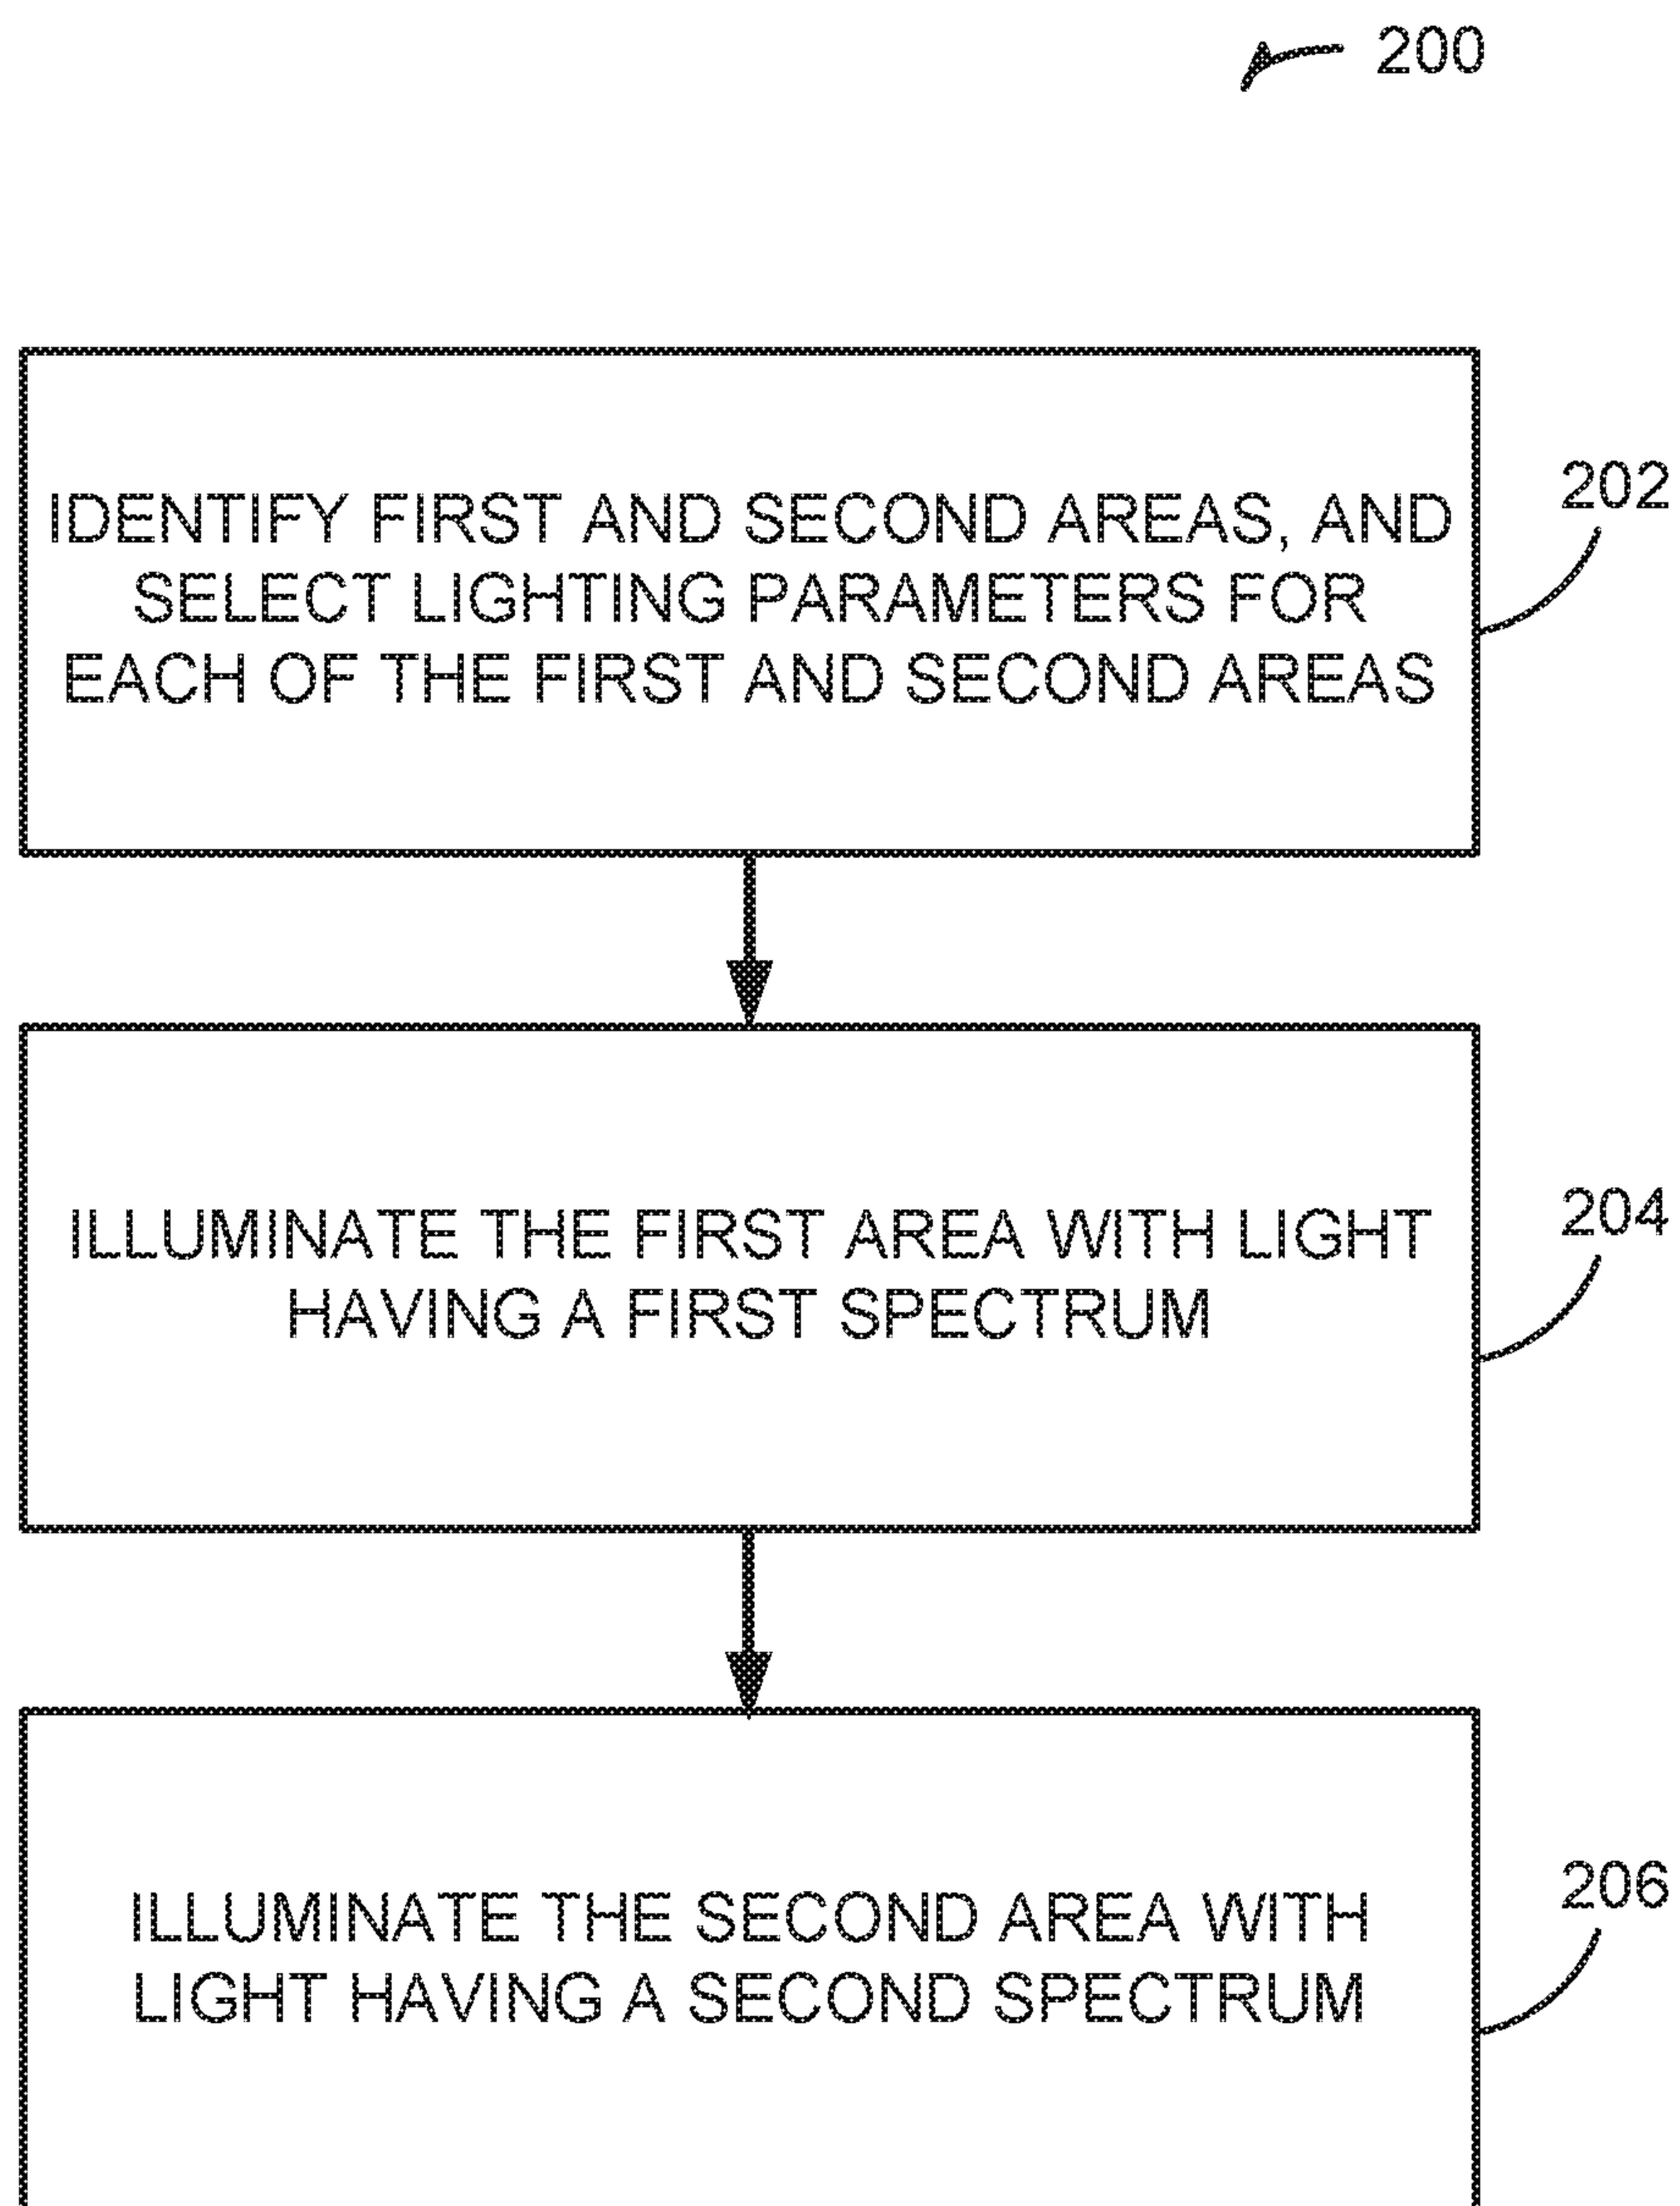 200
IDENTIFY FIRST AND SECOND AREAS, AND
SELECT LIGHTING PARAMETERS FOR
EACH OF THE FIRST AND SECOND AREAS
202
ILLUMINATE THE FIRST AREA WITH LIGHT
HAVING A FIRST SPECTRUM
204
ILLUMINATE THE SECOND AREA WITH
LIGHT HAVING A SECOND SPECTRUM
206